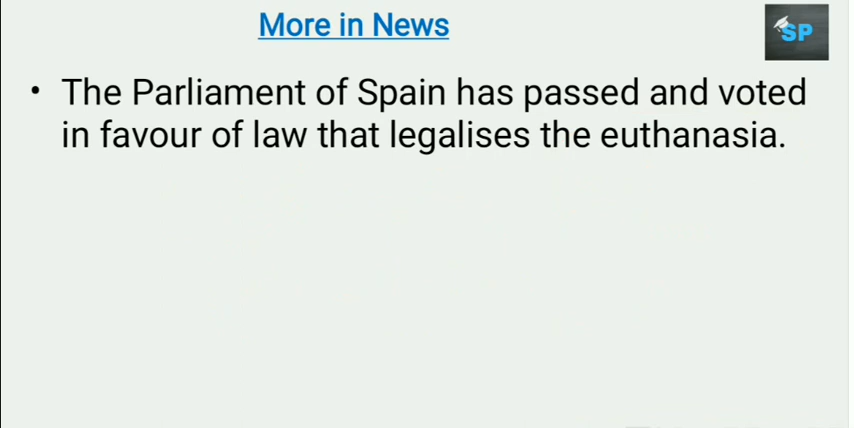 More in News
SP
• The Parliament of Spain has passed and voted
in favour of law that legalises the euthanasia.